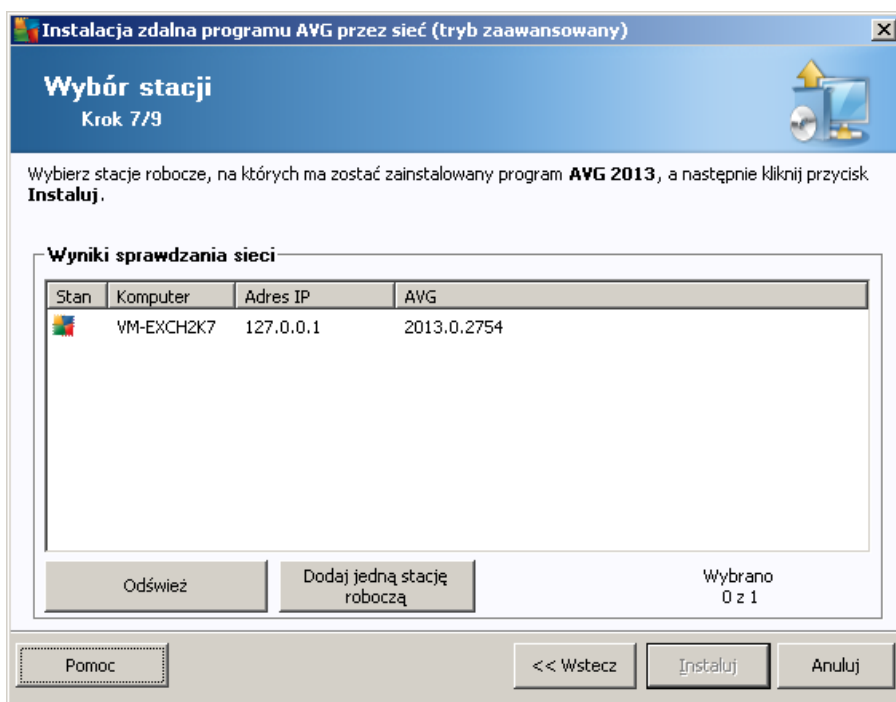 Instalacja zdalna programu AVG przez sieć (tryb zaawansowany)
Wybór stacji
Krok 7/9
Wybierz stacje robocze, na których ma zostać zainstalowany program AVG 2013, a następnie kliknij przycisk
Instaluj.
Wyniki sprawdzania sieci
Stan Komputer Adres IP AVG
VM-EXCH2K7 127.0.0.1 2013.0.2754
Odśwież
Dodaj jedną stację
roboczą
Wybrano
0 z 1
Pomoc
<< Wstecz
Instaluj
Anuluj